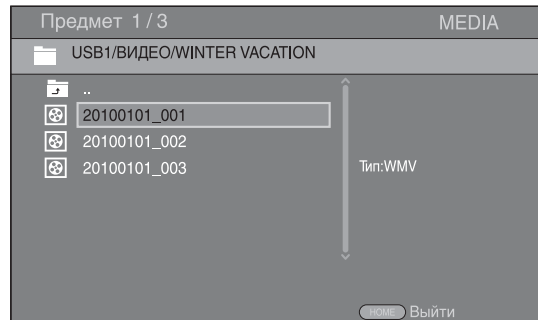 Предмет 1 / 3 MEDIA
USB1/ВИДЕО/WINTER VACATION
..
20100101_001
20100101_002
20100101_003 Тип:WMV
HOME Выйти